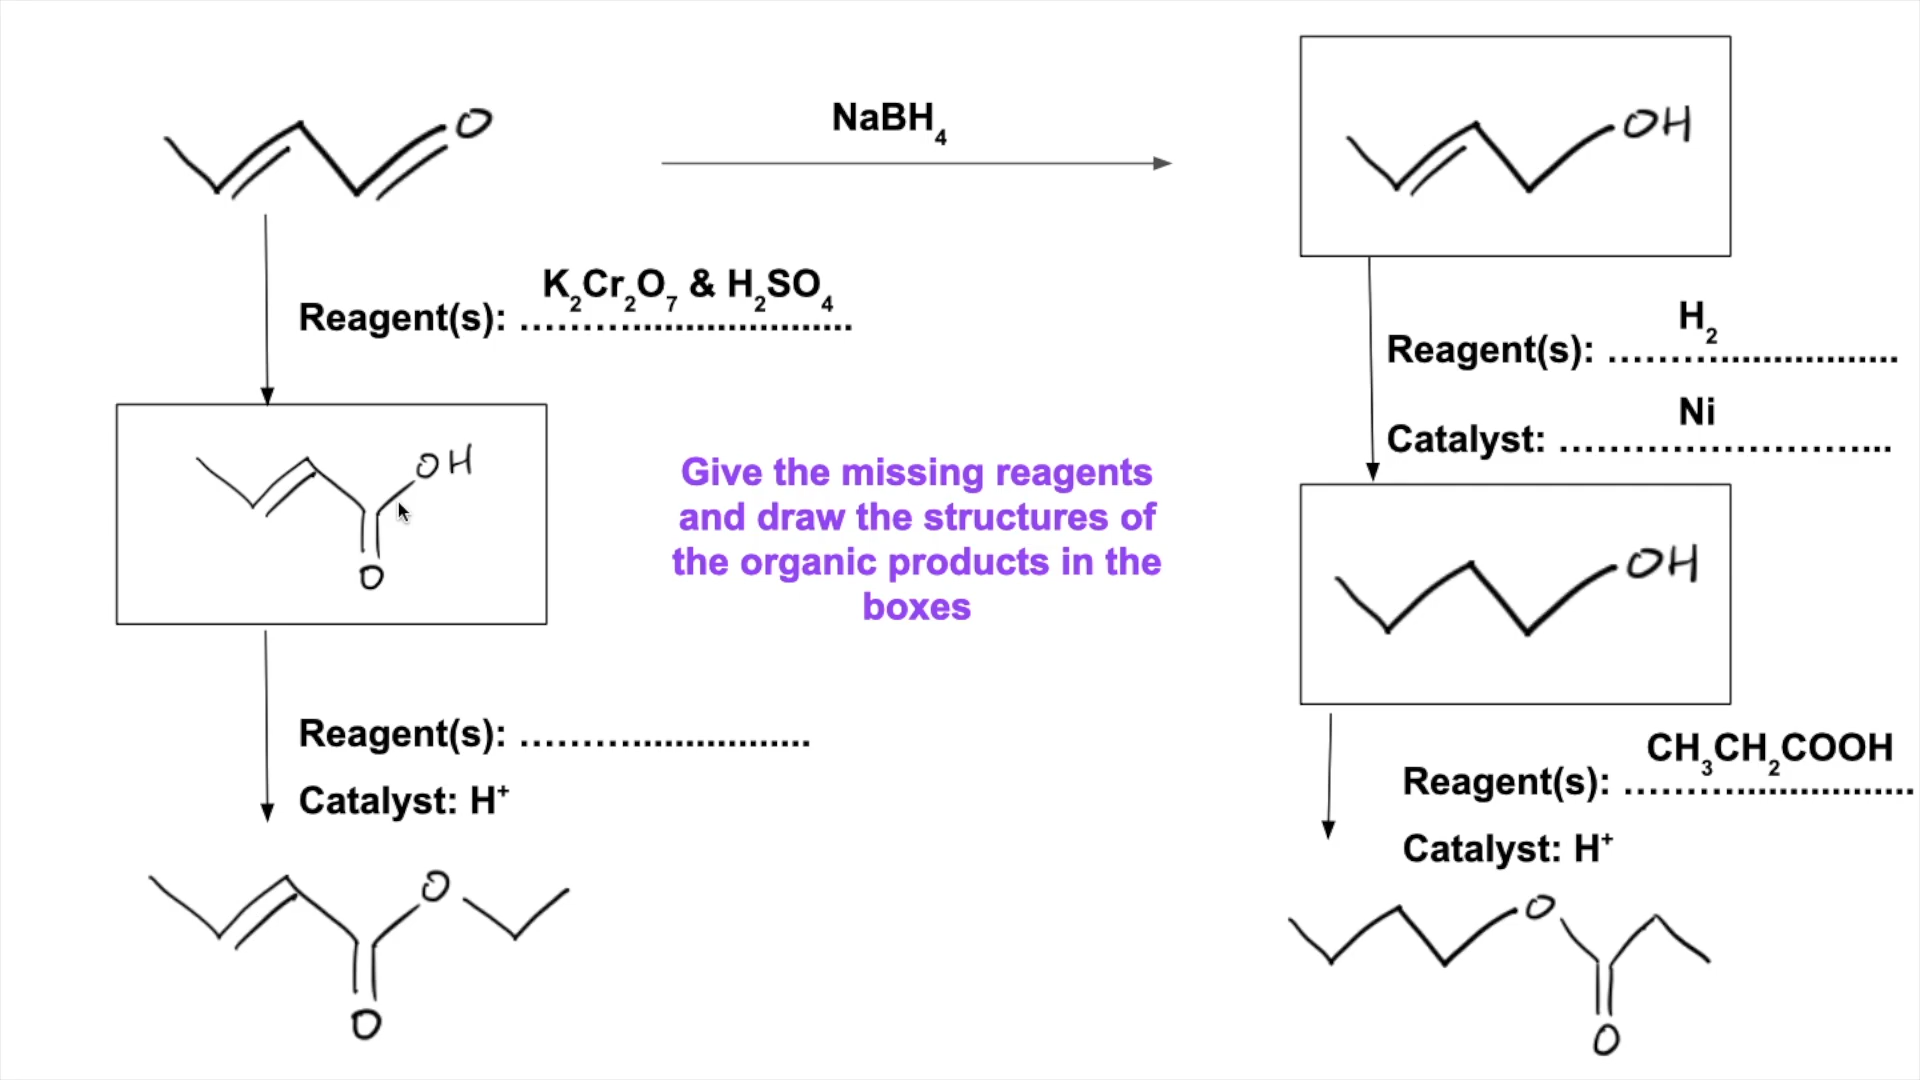 O
NaBH₄
OH
K₂Cr₂O₇ & H₂SO₄
Reagent(s): ..............................
H₂
Reagent(s): ..........................
Ni
Catalyst: ..........................
OH
O
Give the missing reagents
and draw the structures of
the organic products in the
boxes
OH
Reagent(s): ..........................
Catalyst: H⁺
CH₃CH₂COOH
Reagent(s): ..........................
Catalyst: H⁺
O
O
O
O